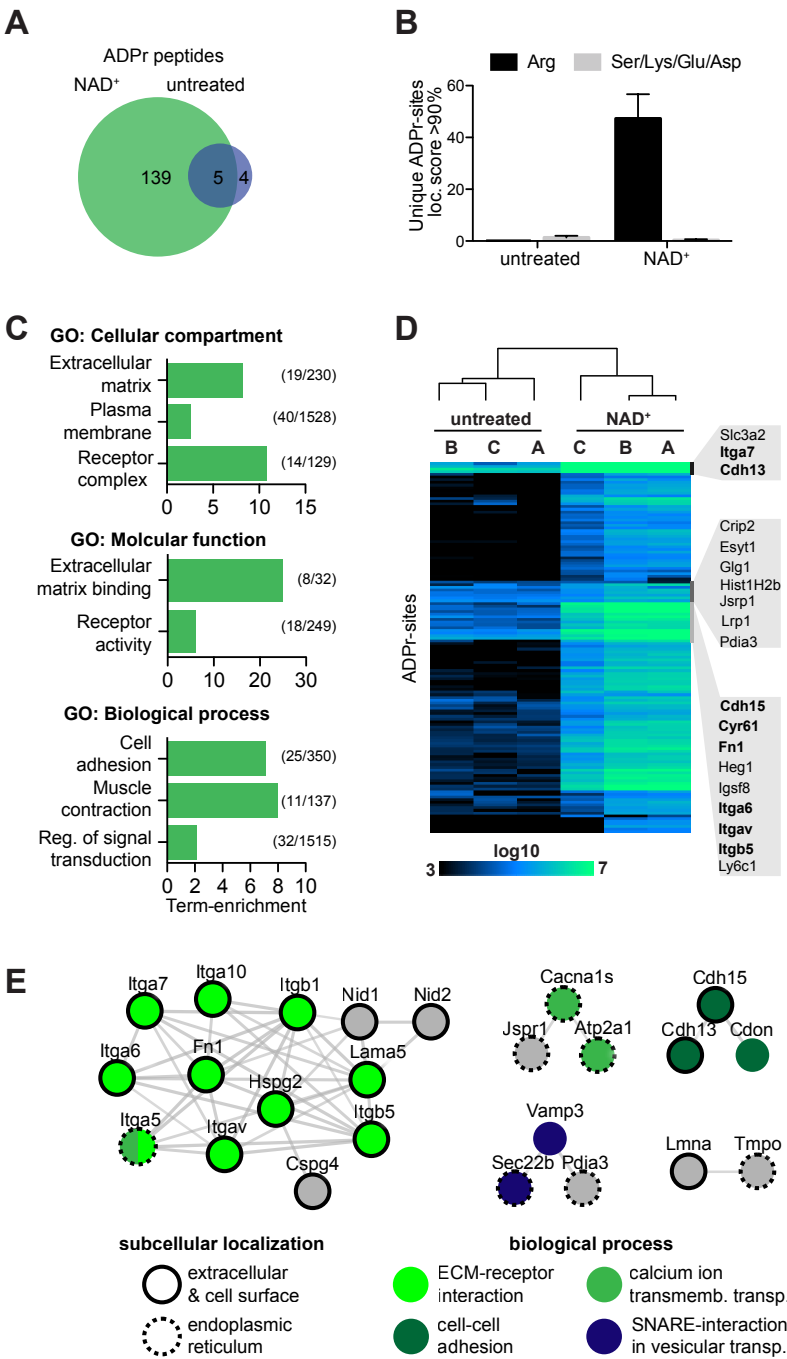 A
ADPr peptides
NAD⁺ untreated
139 5 4
B
Arg Ser/Lys/Glu/Asp
Unique ADPr-sites
loc. score >90%
60
40
20
0
untreated NAD⁺
C
GO: Cellular compartment
Extracellular
matrix
(19/230)
Plasma
membrane
(40/1528)
Receptor
complex
(14/129)
0 5 10 15
GO: Molcular function
Extracellular
matrix binding
(8/32)
Receptor
activity
(18/249)
0 10 20 30
GO: Biological process
Cell
adhesion
(25/350)
Muscle
contraction
(11/137)
Reg. of signal
transduction
(32/1515)
0 2 4 6 8 10
Term-enrichment
D
untreated NAD⁺
B C A C B A
ADPr-sites
Slc3a2
Itga7
Cdh13
Crip2
Esyt1
Glg1
Hist1H2b
Jsrp1
Lrp1
Pdia3
Cdh15
Cyr61
Fn1
Heg1
Igsf8
Itga6
Itgav
Itgb5
Ly6c1
log10
3 7
E
Itga7
Itga10
Itgb1
Nid1
Nid2
Itga6
Fn1
Lama5
Hspg2
Itga5
Itgav
Itgb5
Cspg4
Cacna1s
Jspr1
Atp2a1
Cdh15
Cdh13
Cdon
Vamp3
Sec22b
Pdia3
Lmna
Tmpo
subcellular localization
extracellular
& cell surface
endoplasmic
reticulum
biological process
ECM-receptor
interaction
cell-cell
adhesion
calcium ion
transmemb. transp.
SNARE-interaction
in vesicular transp.